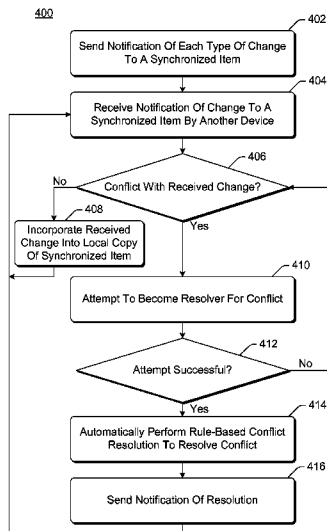 400
402
Send Notification Of Each Type Of Change
To A Synchronized Item
404
Receive Notification Of Change To A
Synchronized Item By Another Device
406
Conflict With Received Change?
No
Yes
408
Incorporate Received
Change Into Local Copy
Of Synchronized Item
410
Attempt To Become Resolver For Conflict
412
Attempt Successful?
No
Yes
414
Automatically Perform Rule-Based Conflict
Resolution To Resolve Conflict
416
Send Notification Of Resolution